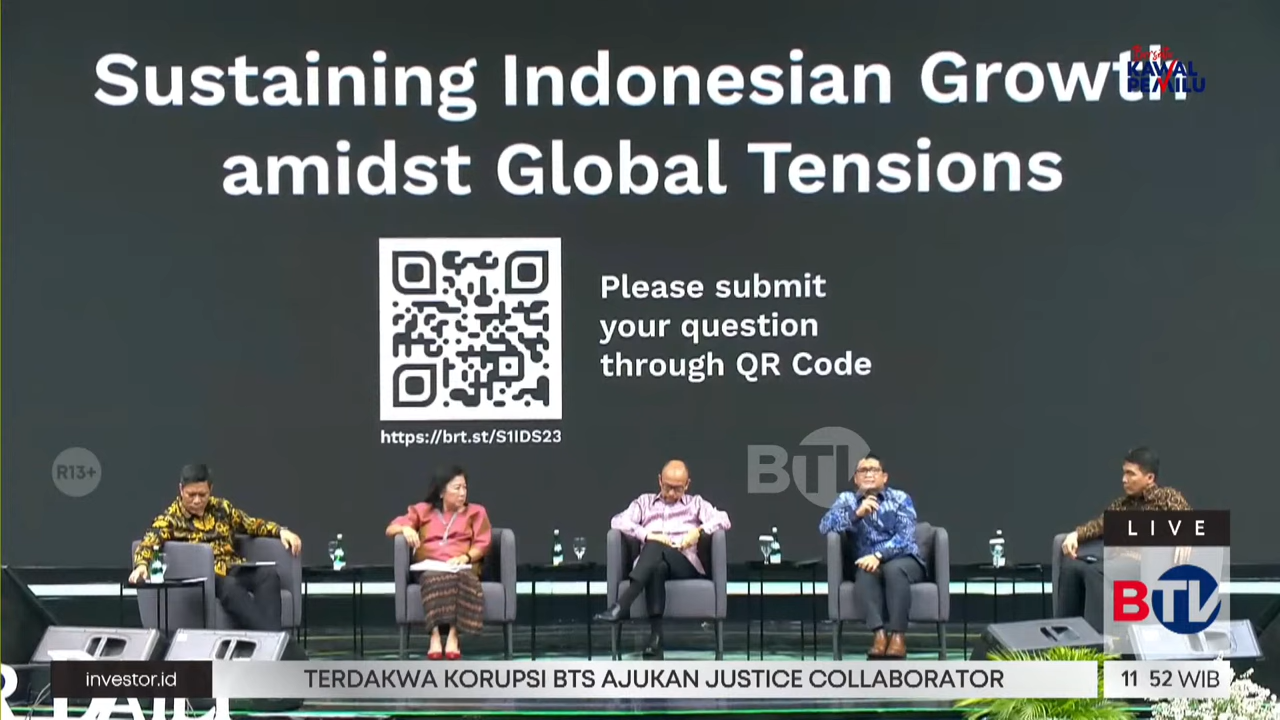 Sustaining Indonesian Growth
amidst Global Tensions
Bersatu
KAWAL
PEMILU
Please submit
your question
through QR Code
https://brt.st/S1IDS23
R13+
BTV
LIVE
BTV
investor.id
TERDAKWA KORUPSI BTS AJUKAN JUSTICE COLLABORATOR
11 52 WIB